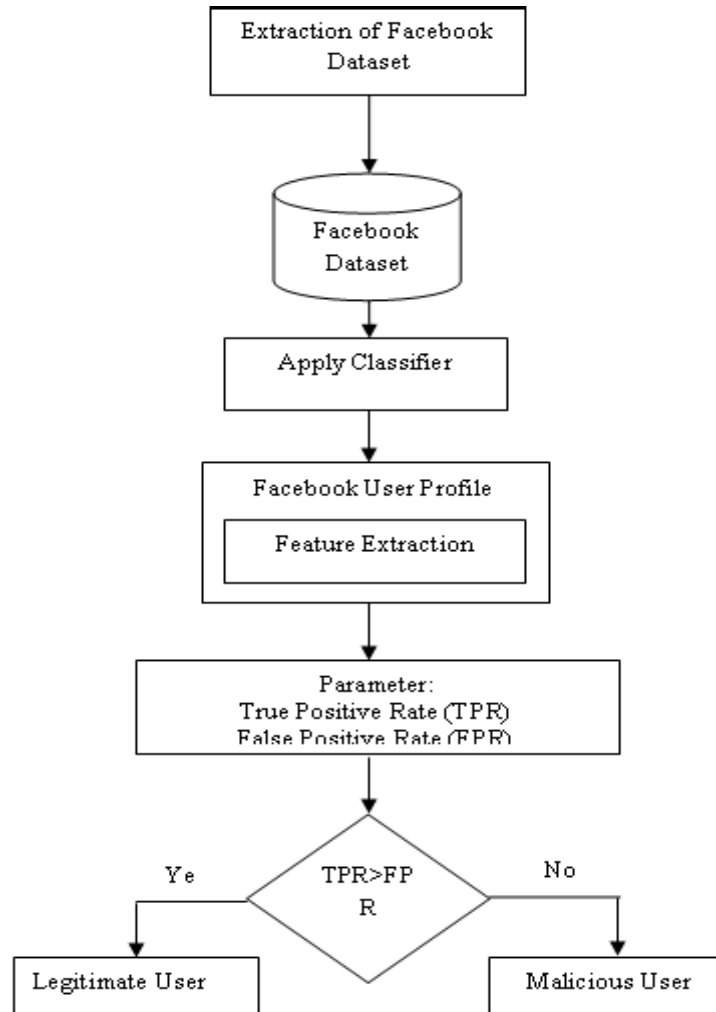 Extraction of Facebook
Dataset
Facebook
Dataset
Apply Classifier
Facebook User Profile
Feature Extraction
Parameter:
True Positive Rate (TPR)
False Positive Rate (FPR)
Ye
TPR>FP
R
No
Legitimate User
Malicious User